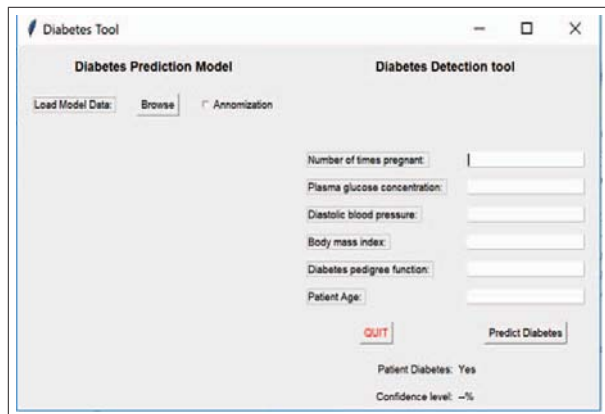 Diabetes Tool
Diabetes Prediction Model
Diabetes Detection tool
Load Model Data:
Browse
Annomization
Number of times pregnant:
Plasma glucose concentration:
Diastolic blood pressure:
Body mass index:
Diabetes pedigree function:
Patient Age:
QUIT
Predict Diabetes
Patient Diabetes: Yes
Confidence level: --%